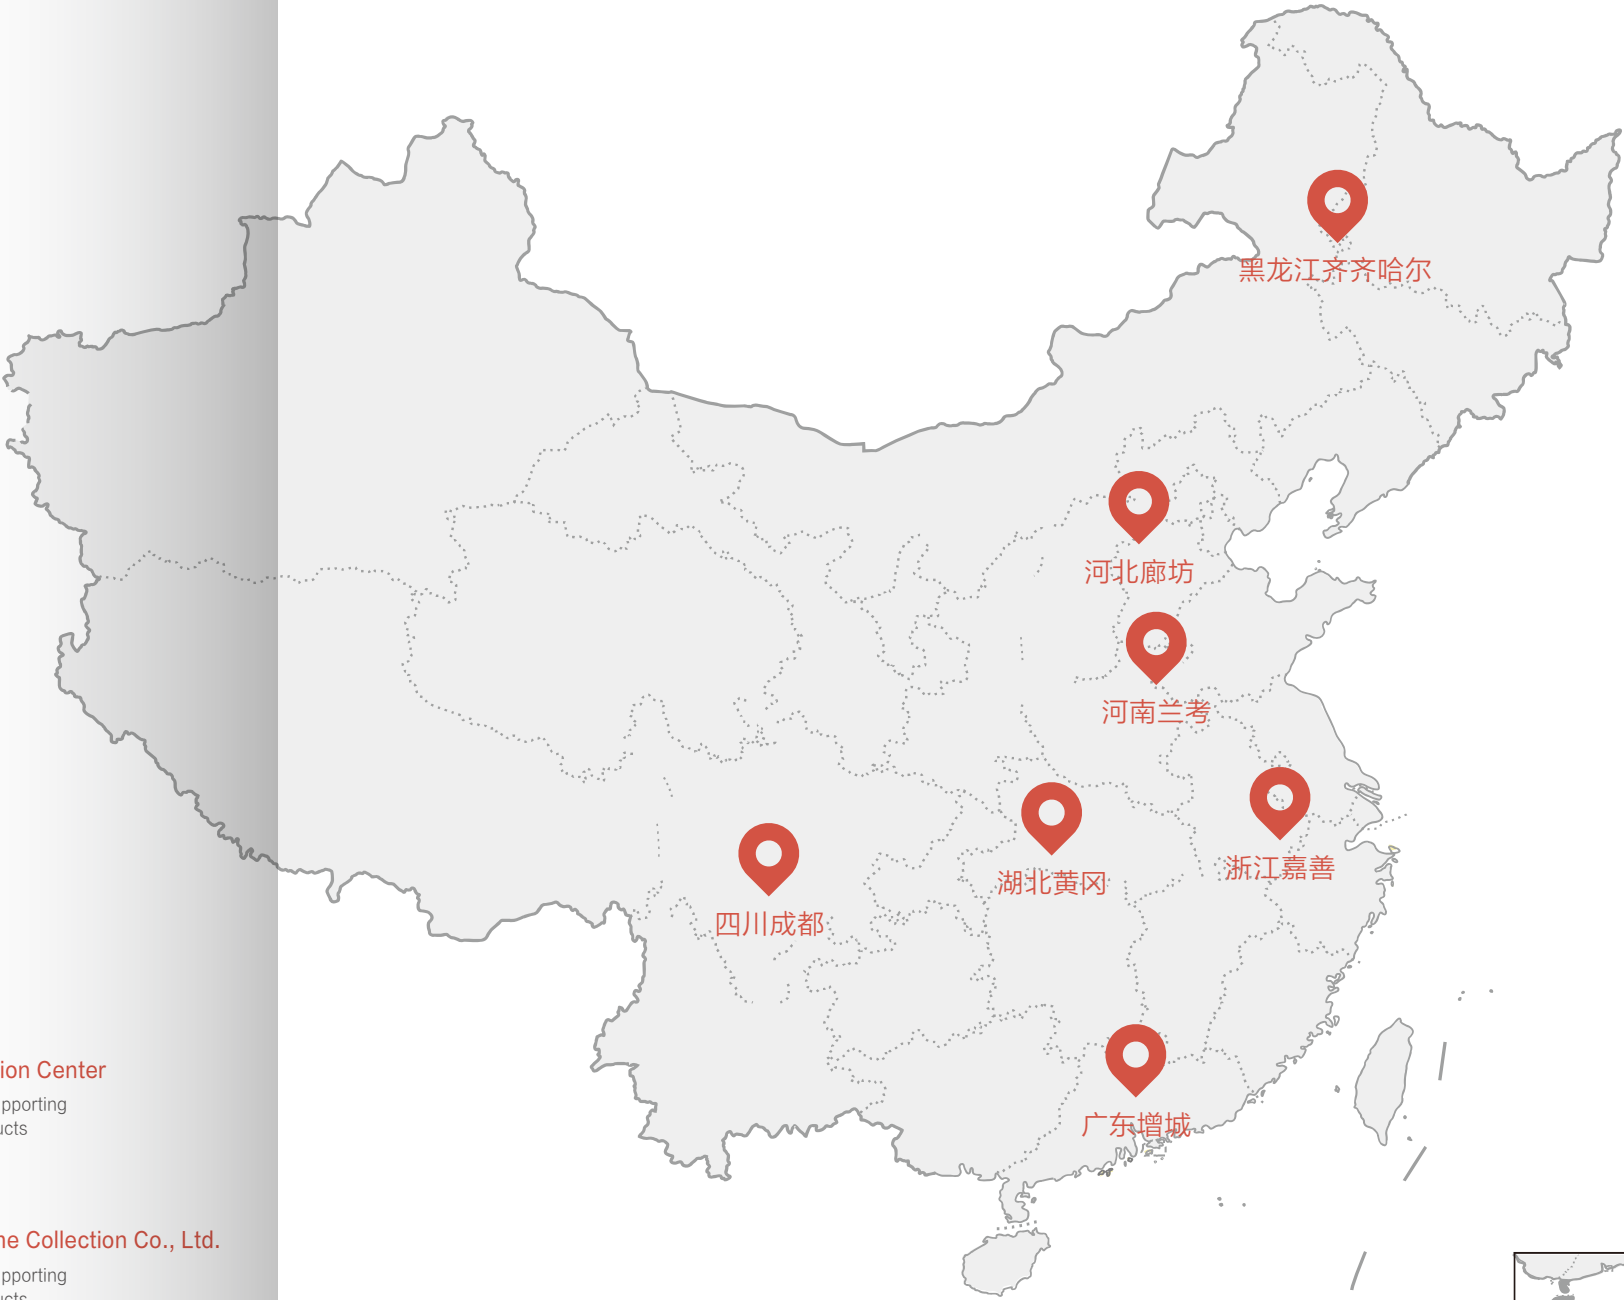 黑龙江齐齐哈尔
河北廊坊
河南兰考
浙江嘉善
湖北黄冈
四川成都
广东增城
ion Center
pporting
ucts
ne Collection Co., Ltd.
pporting
ucts